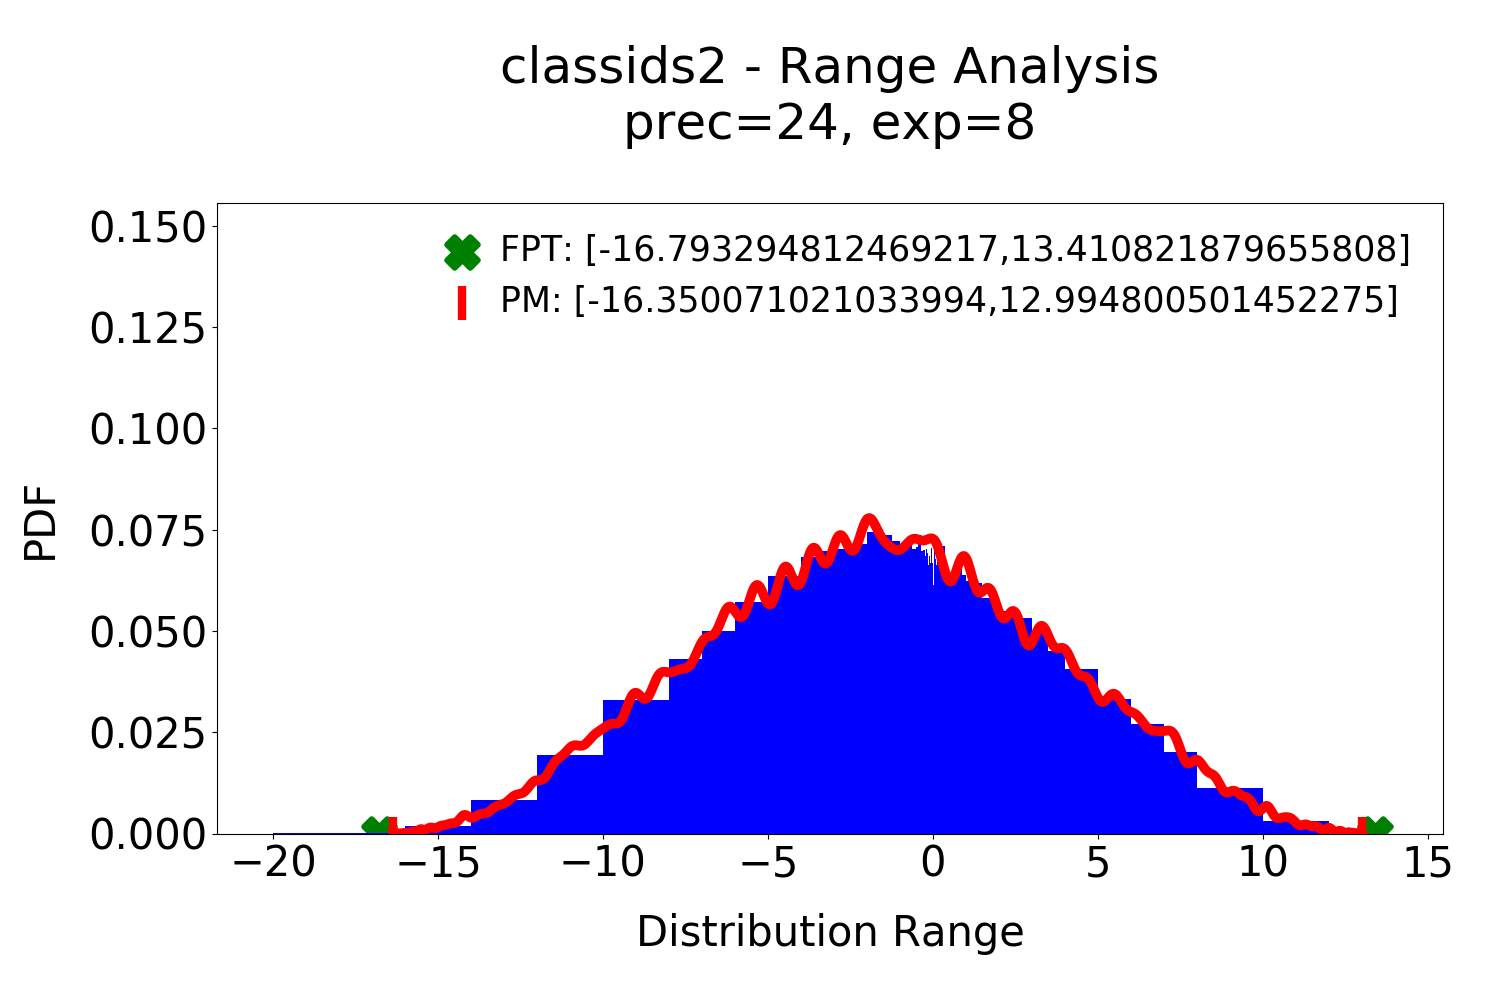 classids2 - Range Analysis
prec=24, exp=8
0.150
0.125
0.100
0.075
0.050
0.025
0.000
PDF
FPT: [-16.793294812469217,13.410821879655808]
PM: [-16.350071021033994,12.994800501452275]
−20
−15
−10
−5
0
5
10
15
Distribution Range